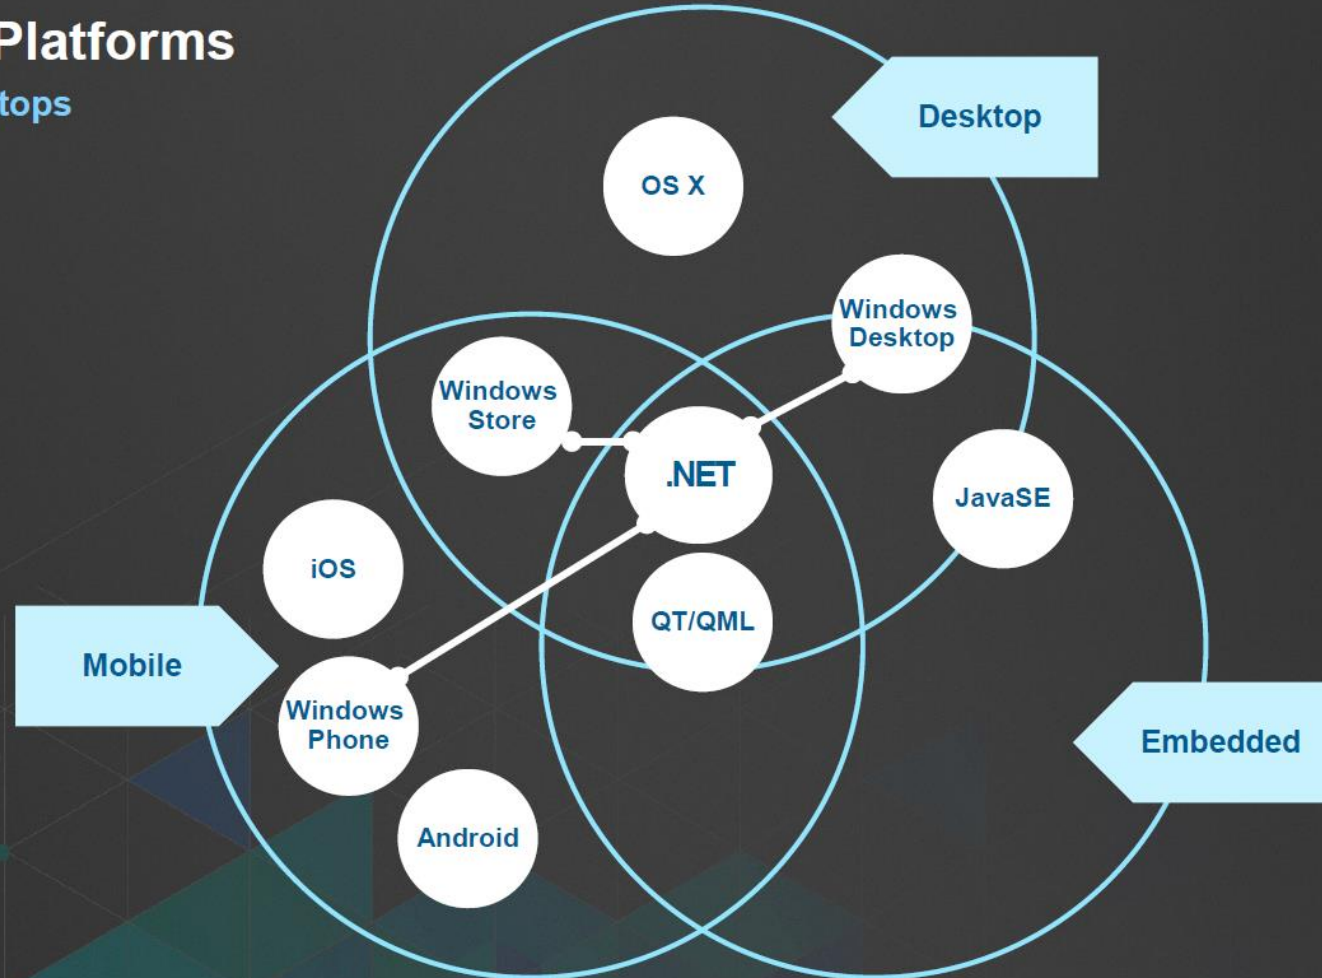 Platforms
tops
Desktop
OS X
Windows
Desktop
Windows
Store
.NET
JavaSE
iOS
QT/QML
Mobile
Windows
Phone
Embedded
Android